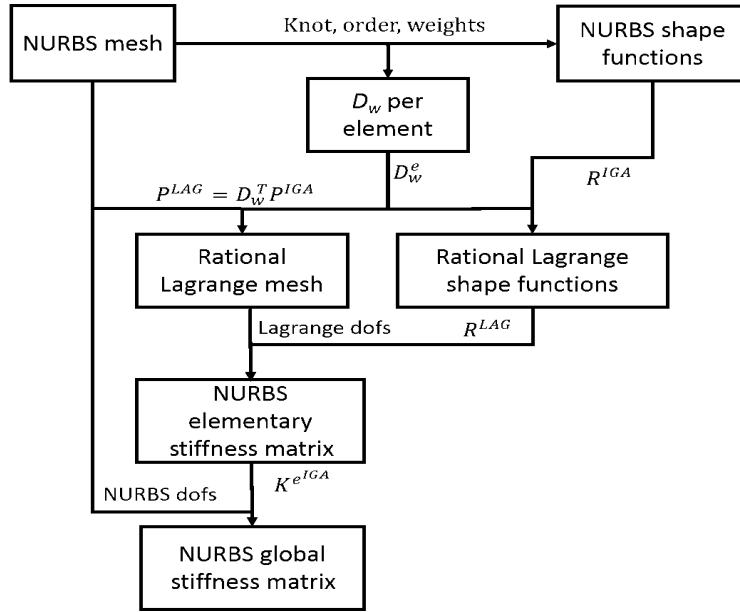 NURBS mesh
Knot, order, weights
NURBS shape
functions
D_w per
element
D_w^e
P^{LAG} = D_w^T P^{IGA}
R^{IGA}
Rational
Lagrange mesh
Rational Lagrange
shape functions
Lagrange dofs
R^{LAG}
NURBS
elementary
stiffness matrix
K^{e^{IGA}}
NURBS dofs
NURBS global
stiffness matrix